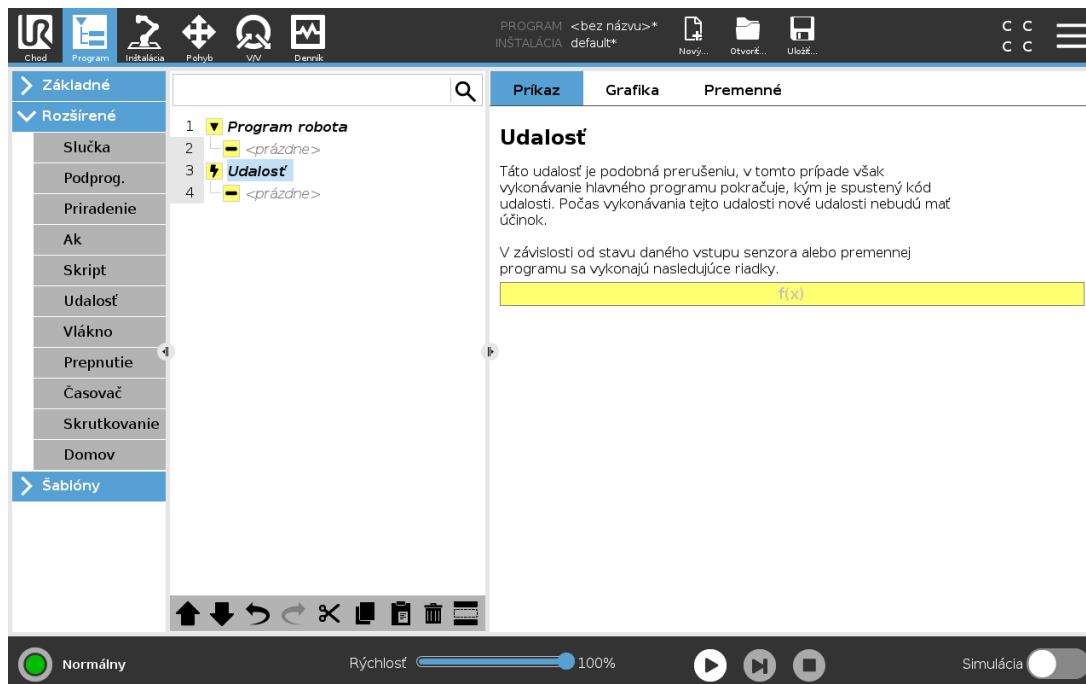 PROGRAM <bez názvu>*
INŠTALÁCIA default*
Chod
Program
Inštalácia
Pohyb
V/V
Denník
Nový...
Otvoriť...
Uložiť...
C C
C C
Základné
Rozšírené
Slučka
Podprog.
Priradenie
Ak
Skript
Udalosť
Vlákno
Prepnutie
Časovač
Skrutkovanie
Domov
Šablóny
1 Program robota
2 <prázdne>
3 Udalosť
4 <prázdne>
Príkaz Grafika Premenné
Udalosť
Táto udalosť je podobná prerušeniu, v tomto prípade však
vykonávanie hlavného programu pokračuje, kým je spustený kód
udalosti. Počas vykonávania tejto udalosti nové udalosti nebudú mať
účinok.
V závislosti od stavu daného vstupu senzora alebo premennej
programu sa vykonajú nasledujúce riadky.
f(x)
Normálny
Rýchlosť 100%
Simulácia